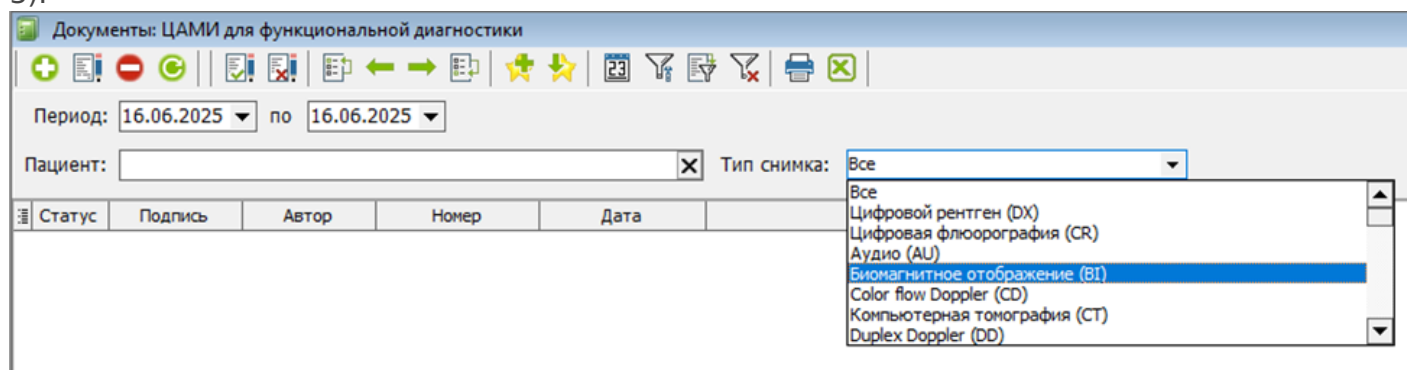 3).
Документы: ЦАМИ для функциональной диагностики
23
Период: 16.06.2025 по 16.06.2025
Пациент: Тип снимка: Все
Статус Подпись Автор Номер Дата
Все
Цифровой рентген (DX)
Цифровая флюорография (CR)
Аудио (AU)
Биомагнитное отображение (BI)
Color flow Doppler (CD)
Компьютерная томография (CT)
Duplex Doppler (DD)